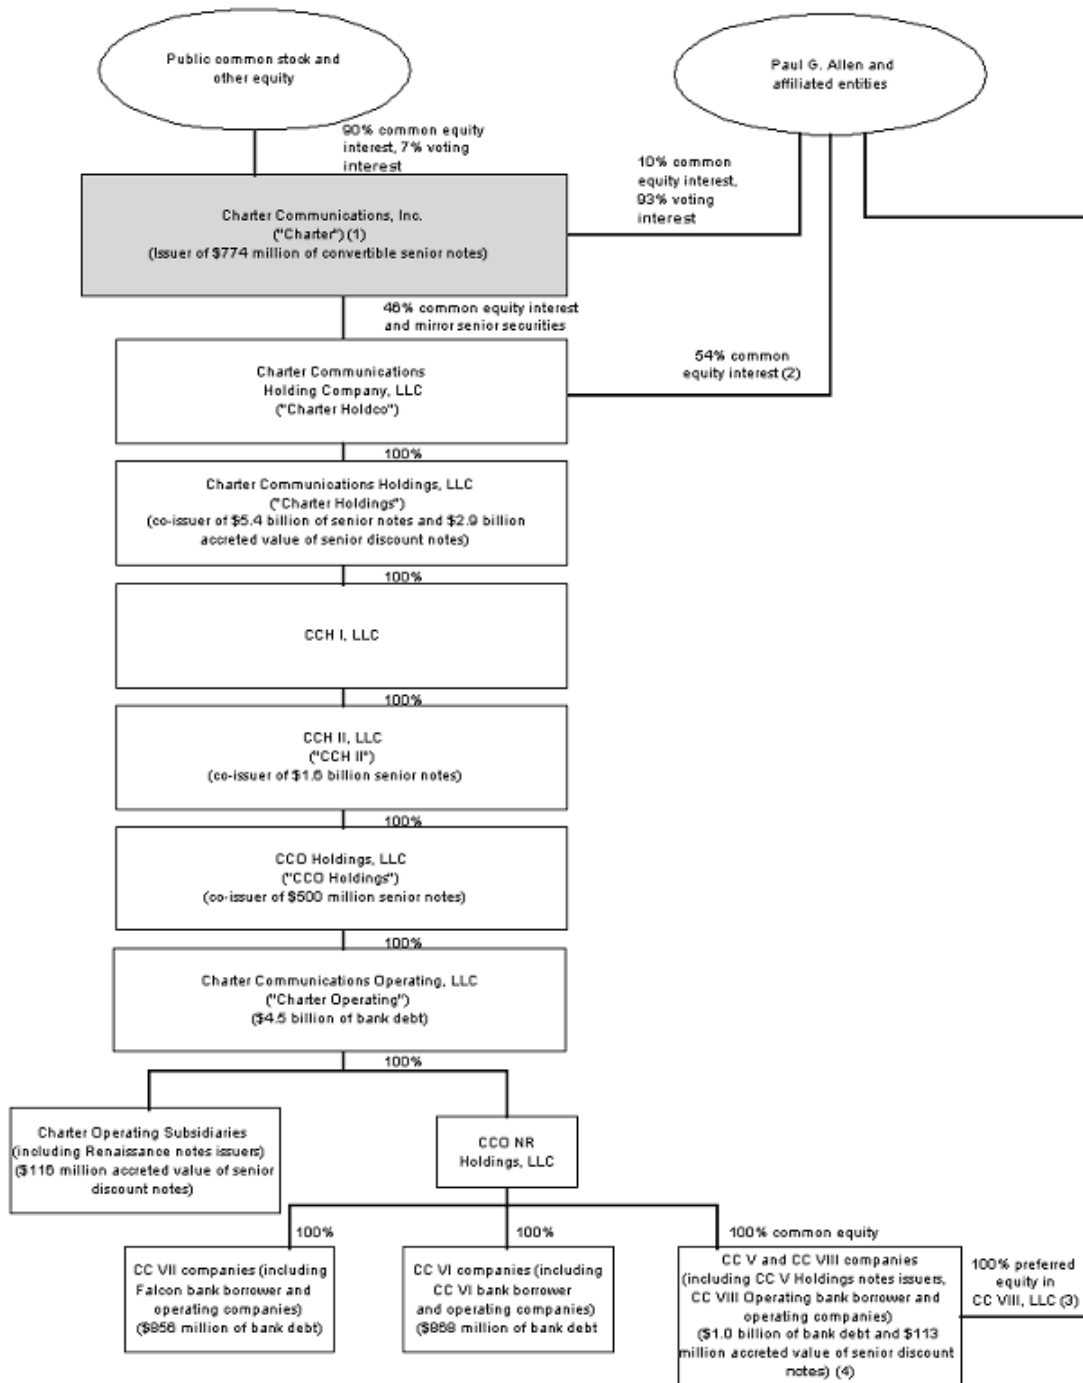 Public common stock and
other equity
Paul G. Allen and
affiliated entities
90% common equity
interest, 7% voting
interest
10% common
equity interest,
93% voting
interest
Charter Communications, Inc.
("Charter") (1)
(Issuer of $774 million of convertible senior notes)
46% common equity interest
and mirror senior securities
54% common
equity interest (2)
Charter Communications
Holding Company, LLC
("Charter Holdco")
100%
Charter Communications Holdings, LLC
("Charter Holdings")
(co-issuer of $5.4 billion of senior notes and $2.9 billion
accreted value of senior discount notes)
100%
CCH I, LLC
100%
CCH II, LLC
("CCH II")
(co-issuer of $1.6 billion senior notes)
100%
CCO Holdings, LLC
("CCO Holdings")
(co-issuer of $500 million senior notes)
100%
Charter Communications Operating, LLC
("Charter Operating")
($4.5 billion of bank debt)
100%
Charter Operating Subsidiaries
(including Renaissance notes issuers)
($116 million accreted value of senior
discount notes)
CCO NR
Holdings, LLC
100%
100%
100% common equity
CC VII companies (including
Falcon bank borrower and
operating companies)
($856 million of bank debt)
CC VI companies (including
CC VI bank borrower
and operating companies)
($868 million of bank debt
CC V and CC VIII companies
(including CC V Holdings notes issuers,
CC VIII Operating bank borrower and
operating companies)
($1.0 billion of bank debt and $113
million accreted value of senior discount
notes) (4)
100% preferred
equity in
CC VIII, LLC (3)